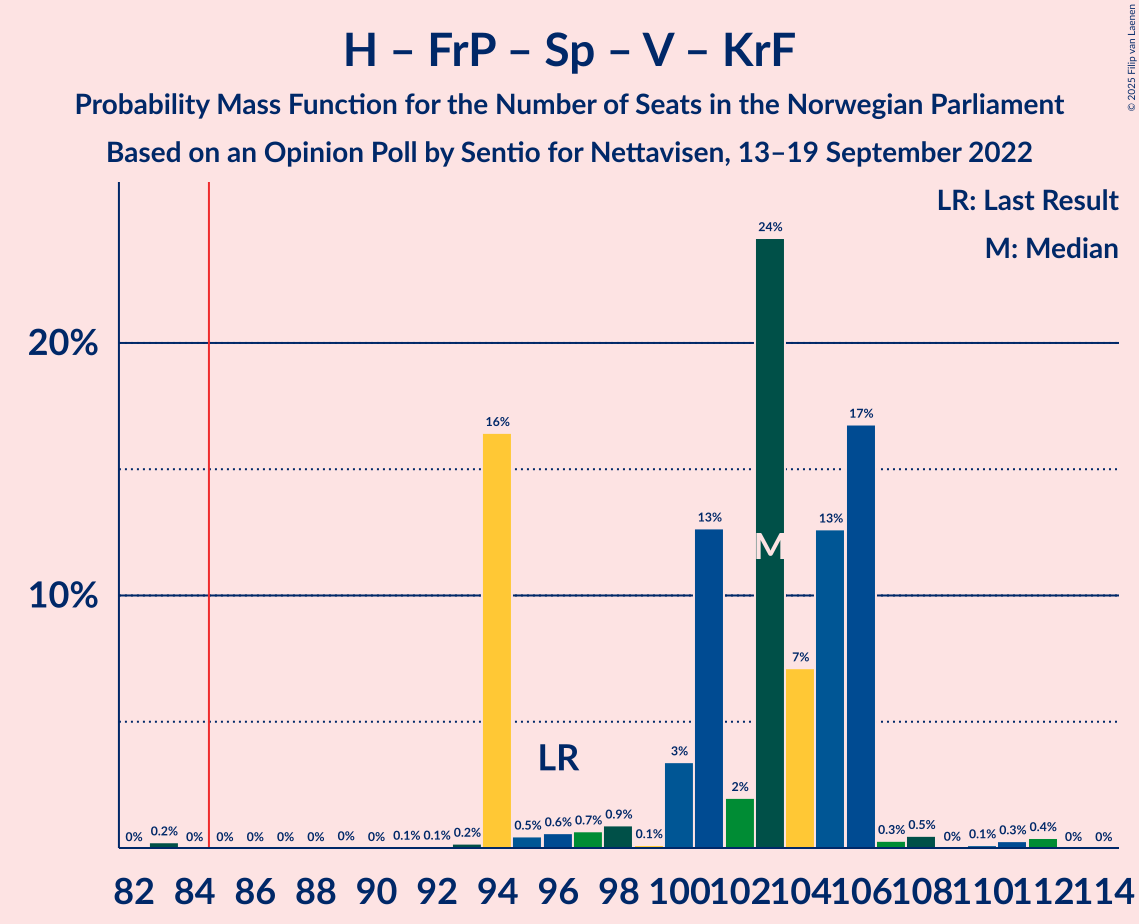 H – FrP – Sp – V – KrF
Probability Mass Function for the Number of Seats in the Norwegian Parliament
Based on an Opinion Poll by Sentio for Nettavisen, 13–19 September 2022
© 2025 Filip van Laenen
LR: Last Result
M: Median
20%
10%
0% 0.2% 0% 0% 0% 0% 0% 0% 0% 0.1% 0.1% 0.2% 16% 0.5% 0.6% 0.7% 0.9% 0.1% 3% 13% 2% 24% 7% 13% 17% 0.3% 0.5% 0% 0.1% 0.3% 0.4% 0% 0%
LR
M
82 84 86 88 90 92 94 96 98 100 102 104 106 108 110 112 114